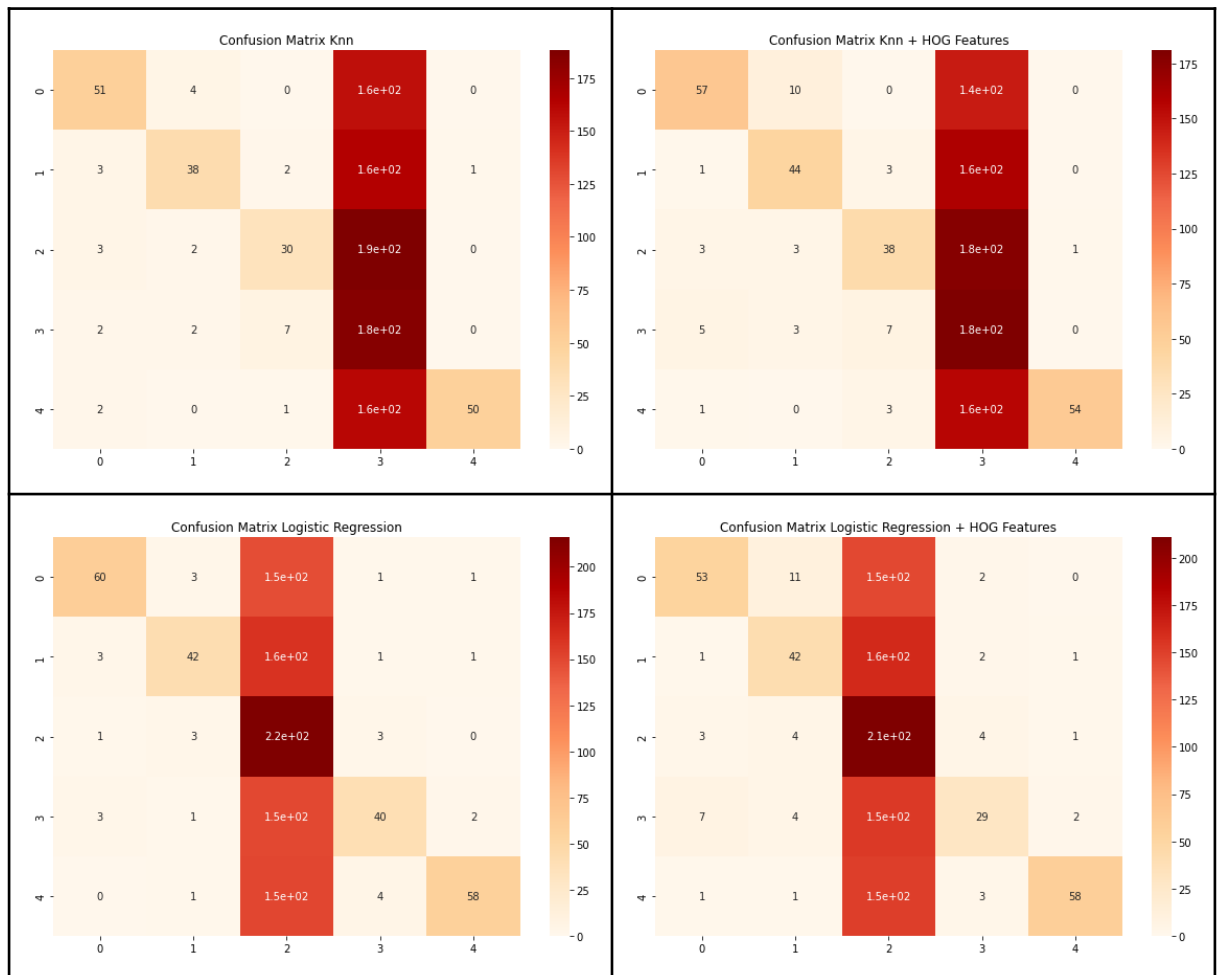 Confusion Matrix Knn
0 51 4 0 1.6e+02 0
1 3 38 2 1.6e+02 1
2 3 2 30 1.9e+02 0
3 2 2 7 1.8e+02 0
4 2 0 1 1.6e+02 50
0 1 2 3 4
175
150
125
100
75
50
25
0
Confusion Matrix Knn + HOG Features
0 57 10 0 1.4e+02 0
1 1 44 3 1.6e+02 0
2 3 3 38 1.8e+02 1
3 5 3 7 1.8e+02 0
4 1 0 3 1.6e+02 54
0 1 2 3 4
175
150
125
100
75
50
25
0
Confusion Matrix Logistic Regression
0 60 3 1.5e+02 1 1
1 3 42 1.6e+02 1 1
2 1 3 2.2e+02 3 0
3 3 1 1.5e+02 40 2
4 0 1 1.5e+02 4 58
0 1 2 3 4
200
175
150
125
100
75
50
25
0
Confusion Matrix Logistic Regression + HOG Features
0 53 11 1.5e+02 2 0
1 1 42 1.6e+02 2 1
2 3 4 2.1e+02 4 1
3 7 4 1.5e+02 29 2
4 1 1 1.5e+02 3 58
0 1 2 3 4
200
175
150
125
100
75
50
25
0